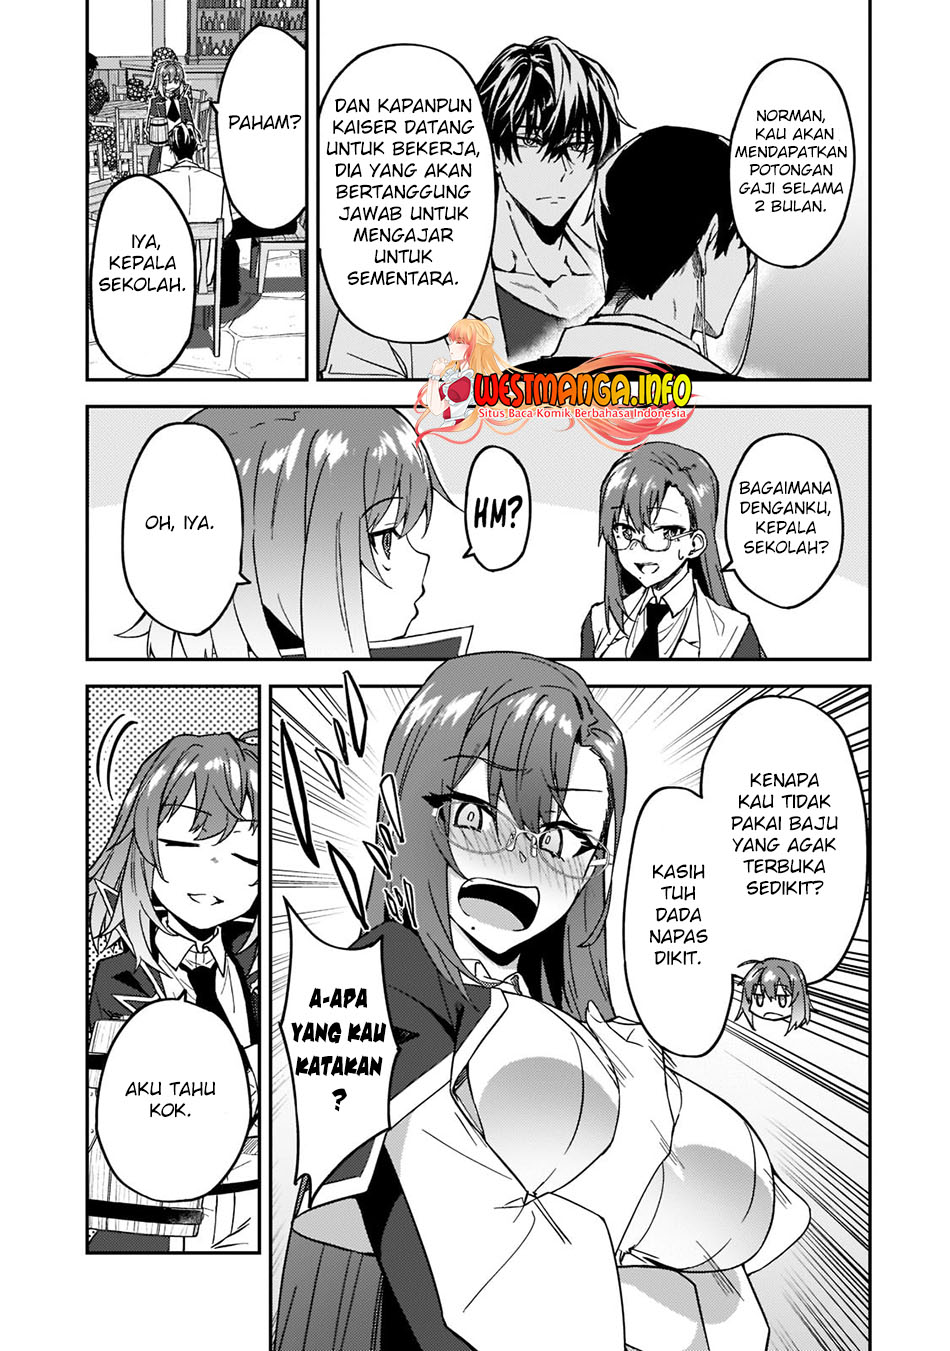 NORMAN,
KAU AKAN
MENDAPATKAN
POTONGAN
GAJI SELAMA
2 BULAN.
DAN KAPANPUN
KAISER DATANG
UNTUK BEKERJA,
DIA YANG AKAN
BERTANGGUNG
JAWAB UNTUK
MENGAJAR
UNTUK
SEMENTARA.
PAHAM?
IYA,
KEPALA
SEKOLAH.
WESTMANGA.INFO
Situs Baca Komik Berbahasa Indonesia
BAGAIMANA
DENGANKU,
KEPALA
SEKOLAH?
HM?
OH, IYA.
KENAPA
KAU TIDAK
PAKAI BAJU
YANG AGAK
TERBUKA
SEDIKIT?
KASIH
TUH
DADA
NAPAS
DIKIT.
A-APA
YANG KAU
KATAKAN
?
AKU TAHU
KOK.